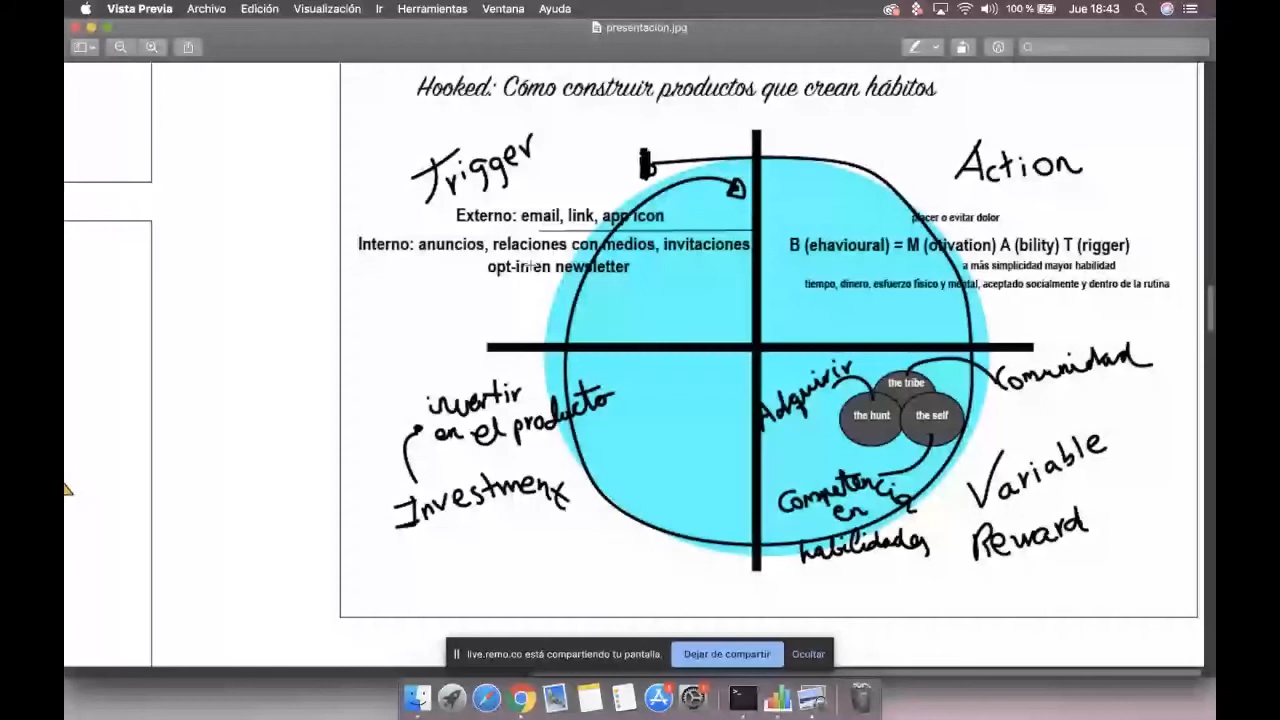 Vista Previa Archivo Edición Visualización Ir Herramientas Ventana Ayuda 100 % Jue 18:43
presentacion.jpg
Hooked: Cómo construir productos que crean hábitos
Trigger
Action
Externo: email, link, app icon
placer o evitar dolor
Interno: anuncios, relaciones con medios, invitaciones
opt-in en newsletter
B (ehavioural) = M (otivation) A (bility) T (rigger)
a más simplicidad mayor habilidad
tiempo, dinero, esfuerzo físico y mental, aceptado socialmente y dentro de la rutina
invertir
en el producto
Investment
Adquirir
the tribe
Comunidad
the hunt
the self
Competencia
en
habilidades
Variable
Reward
live.remo.co está compartiendo tu pantalla.
Dejar de compartir
Ocultar